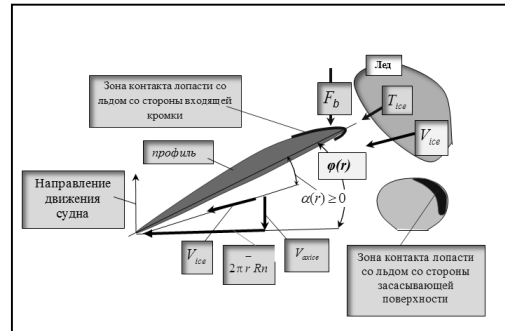 Лед
Зона контакта лопасти со
льдом со стороны входящей
кромки
F_b
T_ice
V_ice
профиль
φ(r)
Направление
движения
судна
α(r) ≥ 0
V_ice
2π r Rn
V_axice
Зона контакта лопасти
со льдом со стороны
засасывающей
поверхности